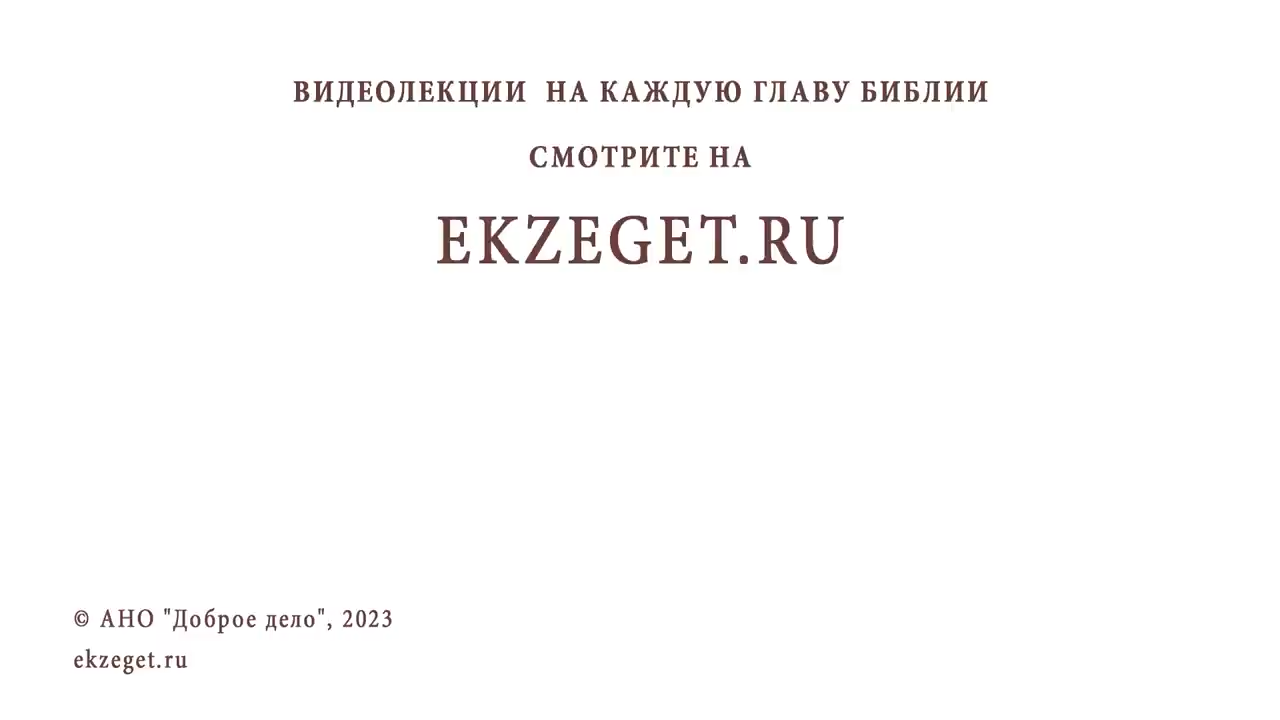 ВИДЕОЛЕКЦИИ НА КАЖДУЮ ГЛАВУ БИБЛИИ
СМОТРИТЕ НА
EKZEGET.RU
© АНО "Доброе дело", 2023
ekzeget.ru